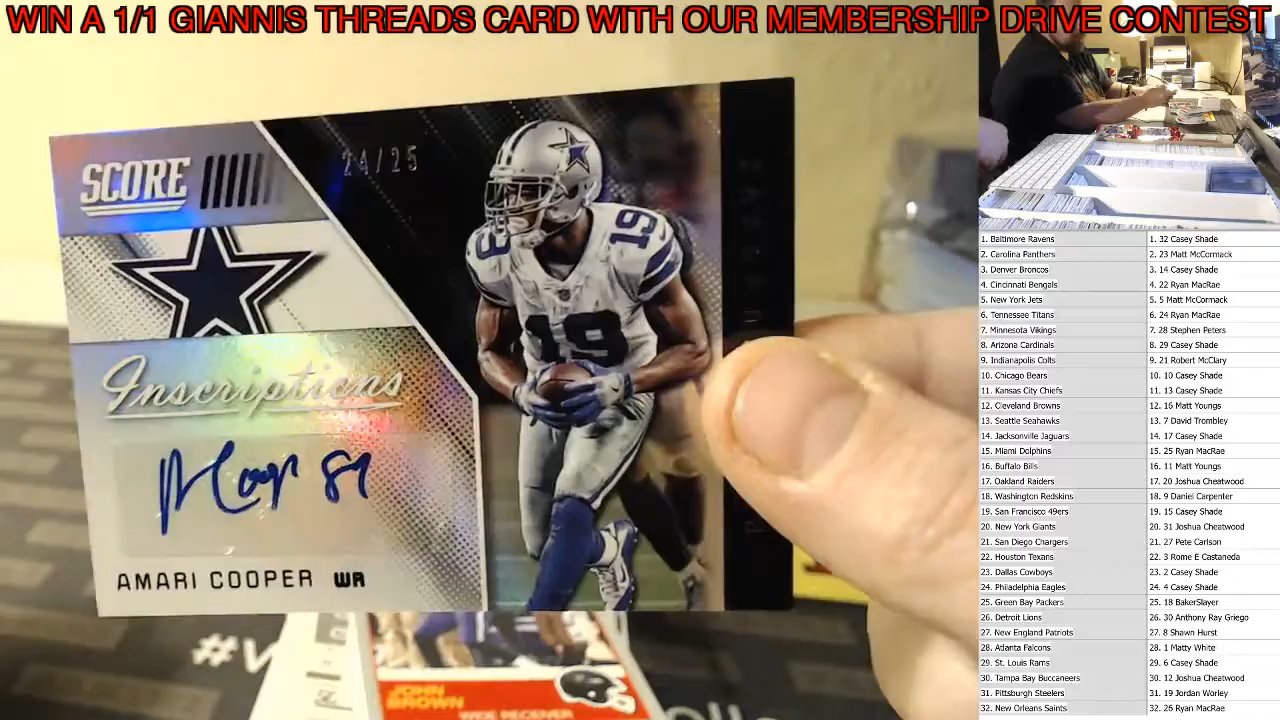 WIN A 1/1 GIANNIS THREADS CARD WITH OUR MEMBERSHIP DRIVE CONTEST
SCORE
24/25
19
19
19
Inscriptions
89
AMARI COOPER WR
JOHN
BROWN
WIDE RECEIVER
1. Baltimore Ravens 1. 32 Casey Shade
2. Carolina Panthers 2. 23 Matt McCormack
3. Denver Broncos 3. 14 Casey Shade
4. Cincinnati Bengals 4. 22 Ryan MacRae
5. New York Jets 5. 5 Matt McCormack
6. Tennessee Titans 6. 24 Ryan MacRae
7. Minnesota Vikings 7. 28 Stephen Peters
8. Arizona Cardinals 8. 29 Casey Shade
9. Indianapolis Colts 9. 21 Robert McClary
10. Chicago Bears 10. 10 Casey Shade
11. Kansas City Chiefs 11. 13 Casey Shade
12. Cleveland Browns 12. 16 Matt Youngs
13. Seattle Seahawks 13. 7 David Trombley
14. Jacksonville Jaguars 14. 17 Casey Shade
15. Miami Dolphins 15. 25 Ryan MacRae
16. Buffalo Bills 16. 11 Matt Youngs
17. Oakland Raiders 17. 20 Joshua Cheatwood
18. Washington Redskins 18. 9 Daniel Carpenter
19. San Francisco 49ers 19. 15 Casey Shade
20. New York Giants 20. 31 Joshua Cheatwood
21. San Diego Chargers 21. 27 Pete Carlson
22. Houston Texans 22. 3 Rome E Castaneda
23. Dallas Cowboys 23. 2 Casey Shade
24. Philadelphia Eagles 24. 4 Casey Shade
25. Green Bay Packers 25. 18 BakerSlayer
26. Detroit Lions 26. 30 Anthony Ray Griego
27. New England Patriots 27. 8 Shawn Hurst
28. Atlanta Falcons 28. 1 Matty White
29. St. Louis Rams 29. 6 Casey Shade
30. Tampa Bay Buccaneers 30. 12 Joshua Cheatwood
31. Pittsburgh Steelers 31. 19 Jordan Worley
32. New Orleans Saints 32. 26 Ryan MacRae